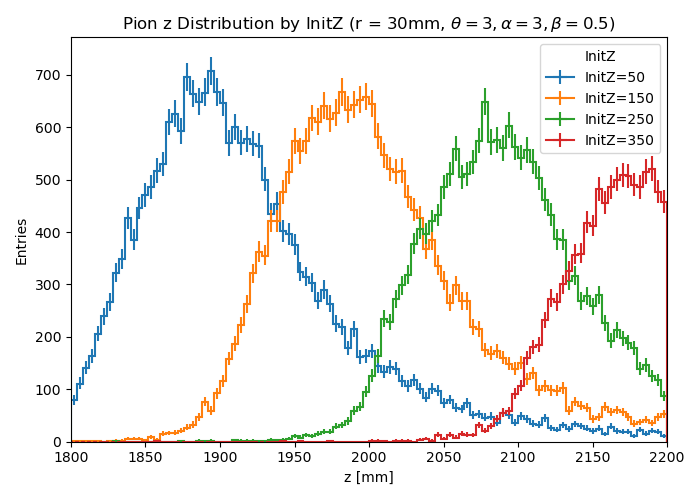 Pion z Distribution by InitZ (r = 30mm, θ = 3, α = 3, β = 0.5)
InitZ
InitZ=50
InitZ=150
InitZ=250
InitZ=350
Entries
700
600
500
400
300
200
100
0
1800 1850 1900 1950 2000 2050 2100 2150 2200
z [mm]